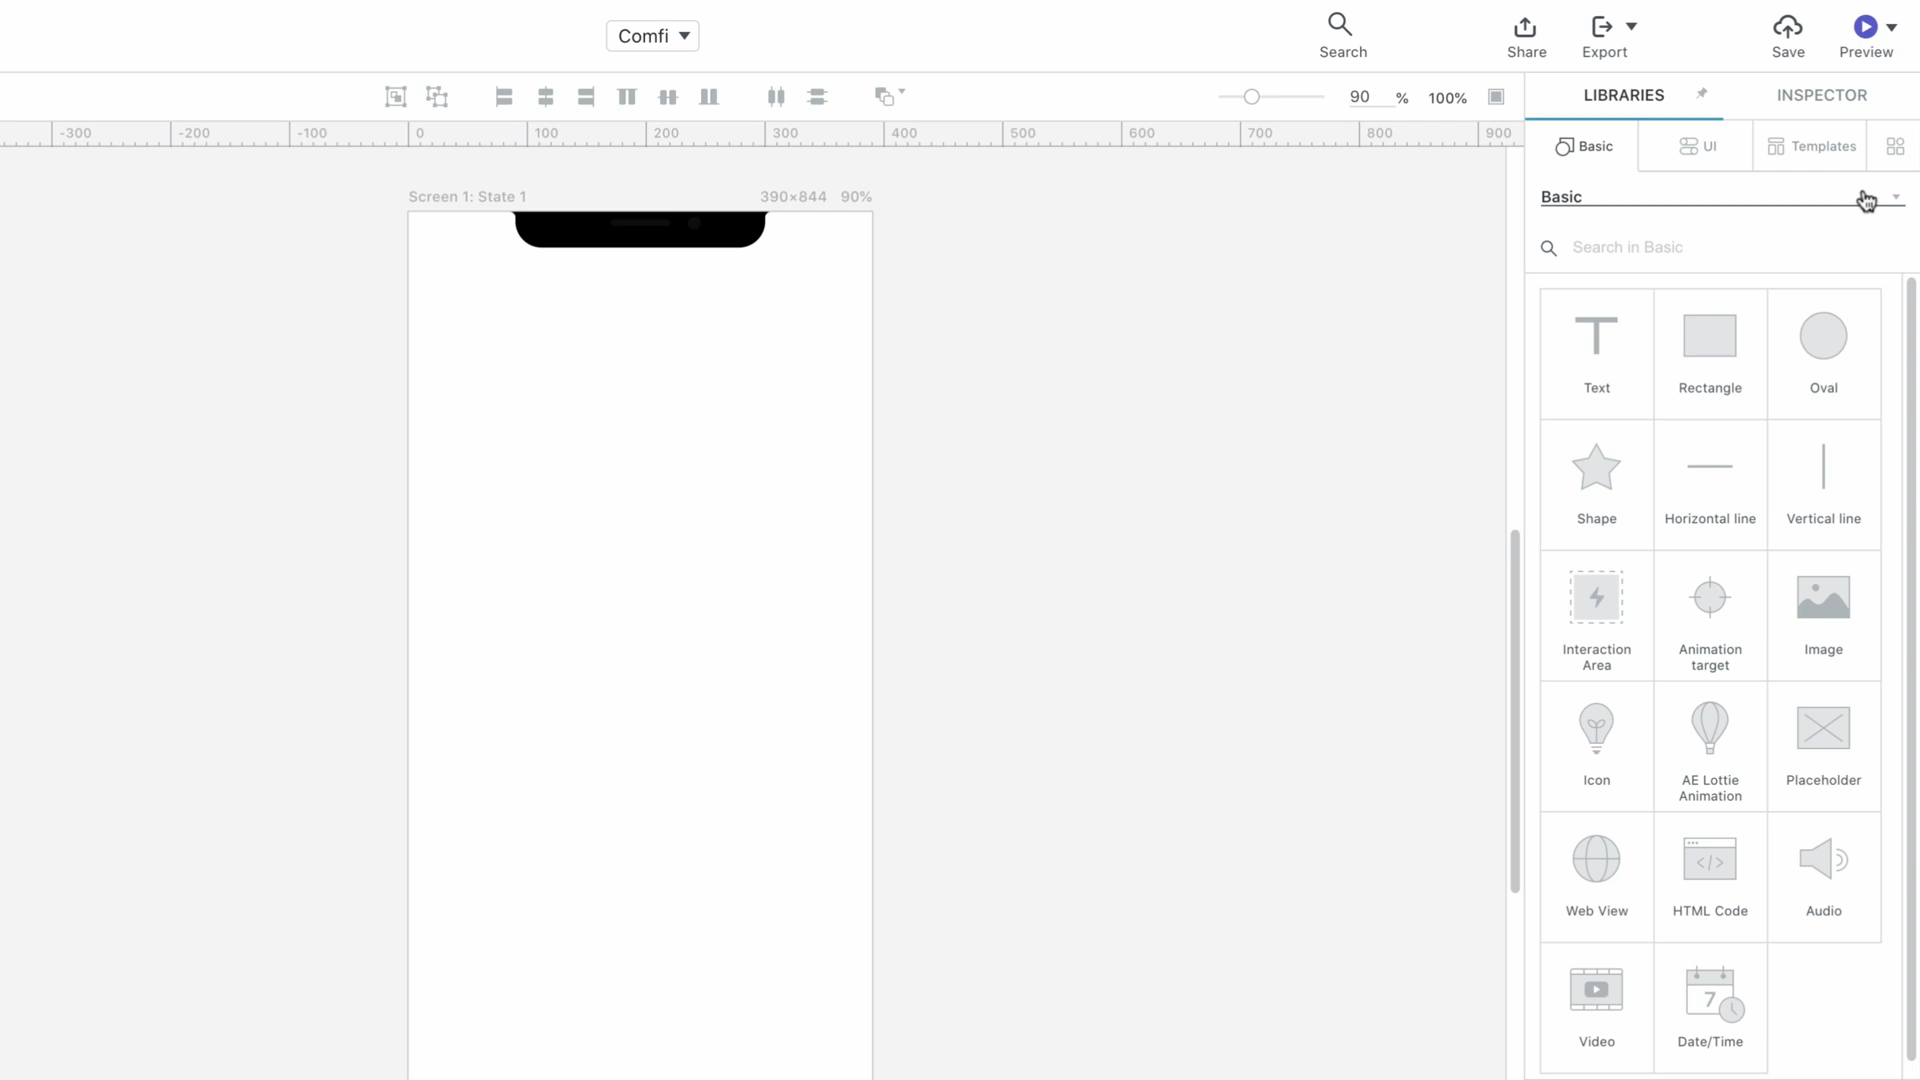 Comfi
Search
Share
Export
Save
Preview
90 % 100%
LIBRARIES
INSPECTOR
-300 -200 -100 0 100 200 300 400 500 600 700 800 900
Basic
UI
Templates
Screen 1: State 1
390×844 90%
Basic
Search in Basic
Text
Rectangle
Oval
Shape
Horizontal line
Vertical line
Interaction
Area
Animation
target
Image
Icon
AE Lottie
Animation
Placeholder
Web View
</>
HTML Code
Audio
Video
7
Date/Time